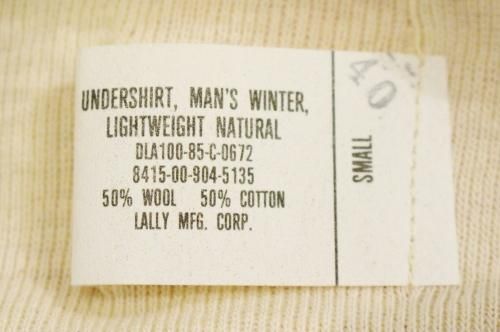 UNDERSHIRT, MAN'S WINTER,
LIGHTWEIGHT NATURAL
DLA100-85-C-0672
8415-00-904-5135
50% WOOL 50% COTTON
LALLY MFG. CORP.
SMALL
40